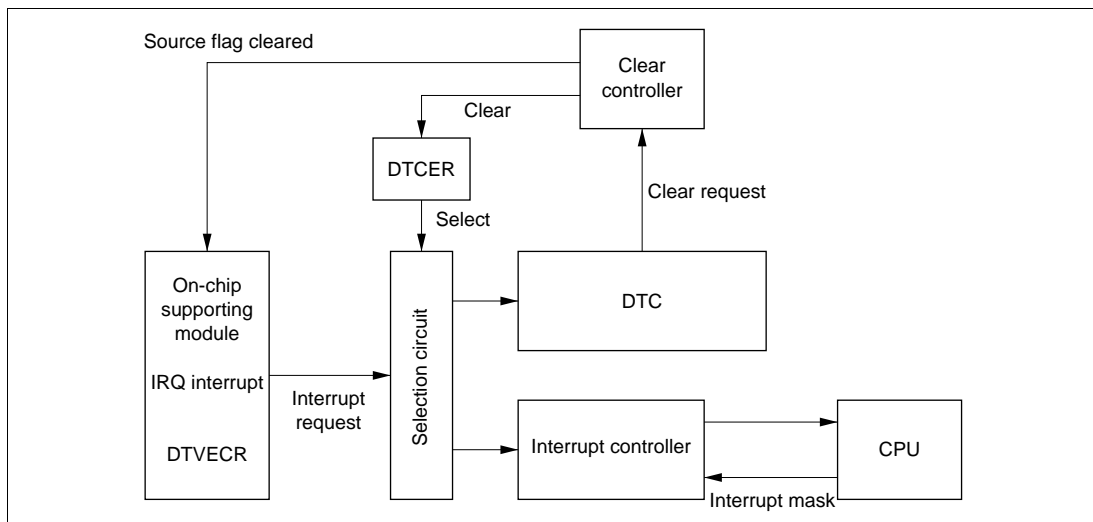 Source flag cleared
Clear
controller
Clear
DTCER
Clear request
Select
On-chip
supporting
module
DTC
IRQ interrupt
Interrupt
request
Selection circuit
DTVECR
Interrupt controller
CPU
Interrupt mask